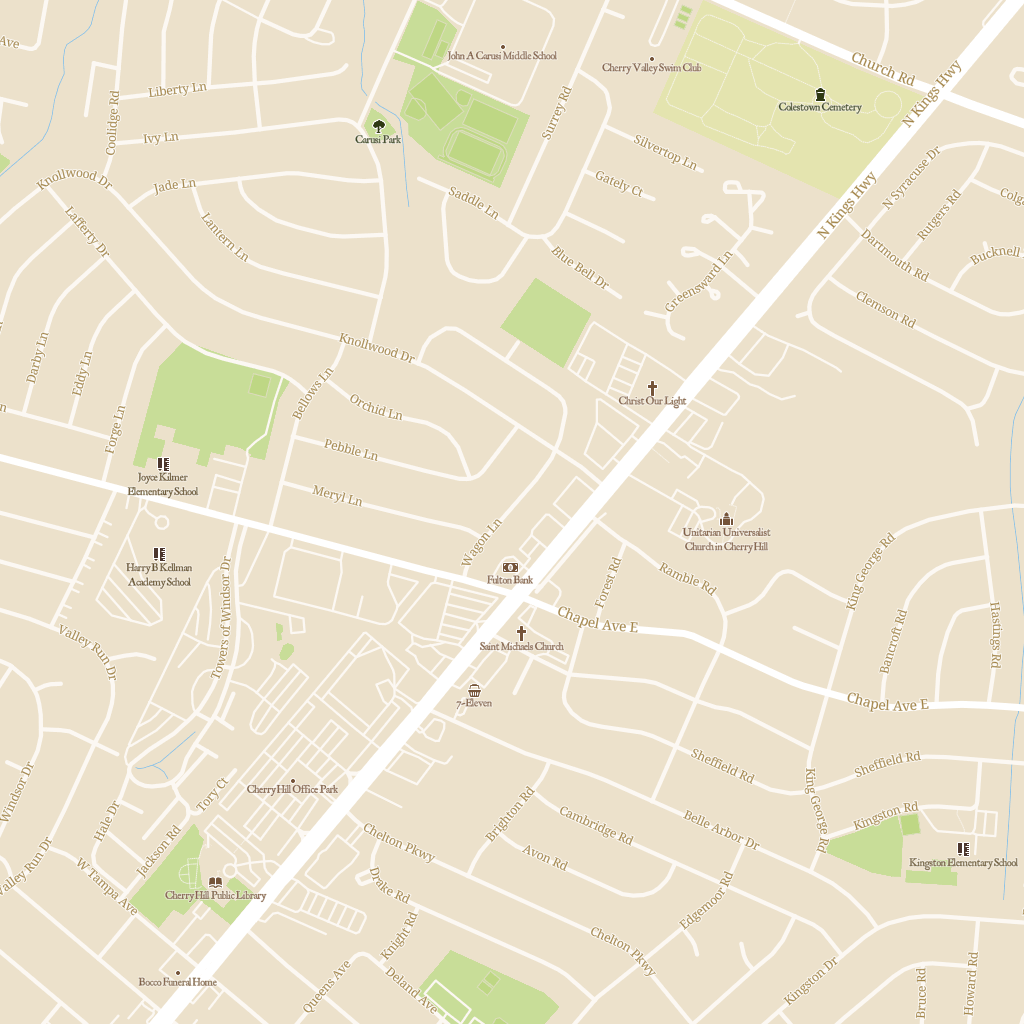 Ave
John A Carusi Middle School
Cherry Valley Swim Club
Church Rd
N Kings Hwy
Liberty Ln
Colestown Cemetery
Coolidge Rd
Surrey Rd
Ivy Ln
Carusi Park
Silvertop Ln
N Syracuse Dr
Knollwood Dr
Jade Ln
Gately Ct
N Kings Hwy
Saddle Ln
Rutgers Rd
Colga
Lafferty Dr
Lantern Ln
Dartmouth Rd
Blue Bell Dr
Bucknell
Greensward Ln
Clemson Rd
Darby Ln
Eddy Ln
Knollwood Dr
Bellows Ln
Christ Our Light
Orchid Ln
n
Forge Ln
Pebble Ln
Joyce Kilmer
Elementary School
Meryl Ln
Wagon Ln
Unitarian Universalist
Church in Cherry Hill
Harry B Kellman
Academy School
Fulton Bank
Forest Rd
Ramble Rd
King George Rd
Towers of Windsor Dr
Chapel Ave E
Bancroft Rd
Hastings Rd
Valley Run Dr
Saint Michaels Church
7-Eleven
Chapel Ave E
Sheffield Rd
Sheffield Rd
Windsor Dr
Cherry Hill Office Park
Tory Ct
King George Rd
Hale Dr
Brighton Rd
Cambridge Rd
Belle Arbor Dr
Kingston Rd
Jackson Rd
Chelton Pkwy
Avon Rd
Kingston Elementary School
Valley Run Dr
W Tampa Ave
Cherry Hill Public Library
Drake Rd
Edgemoor Rd
Knight Rd
Chelton Pkwy
Bocco Funeral Home
Queens Ave
Deland Ave
Kingston Dr
Bruce Rd
Howard Rd